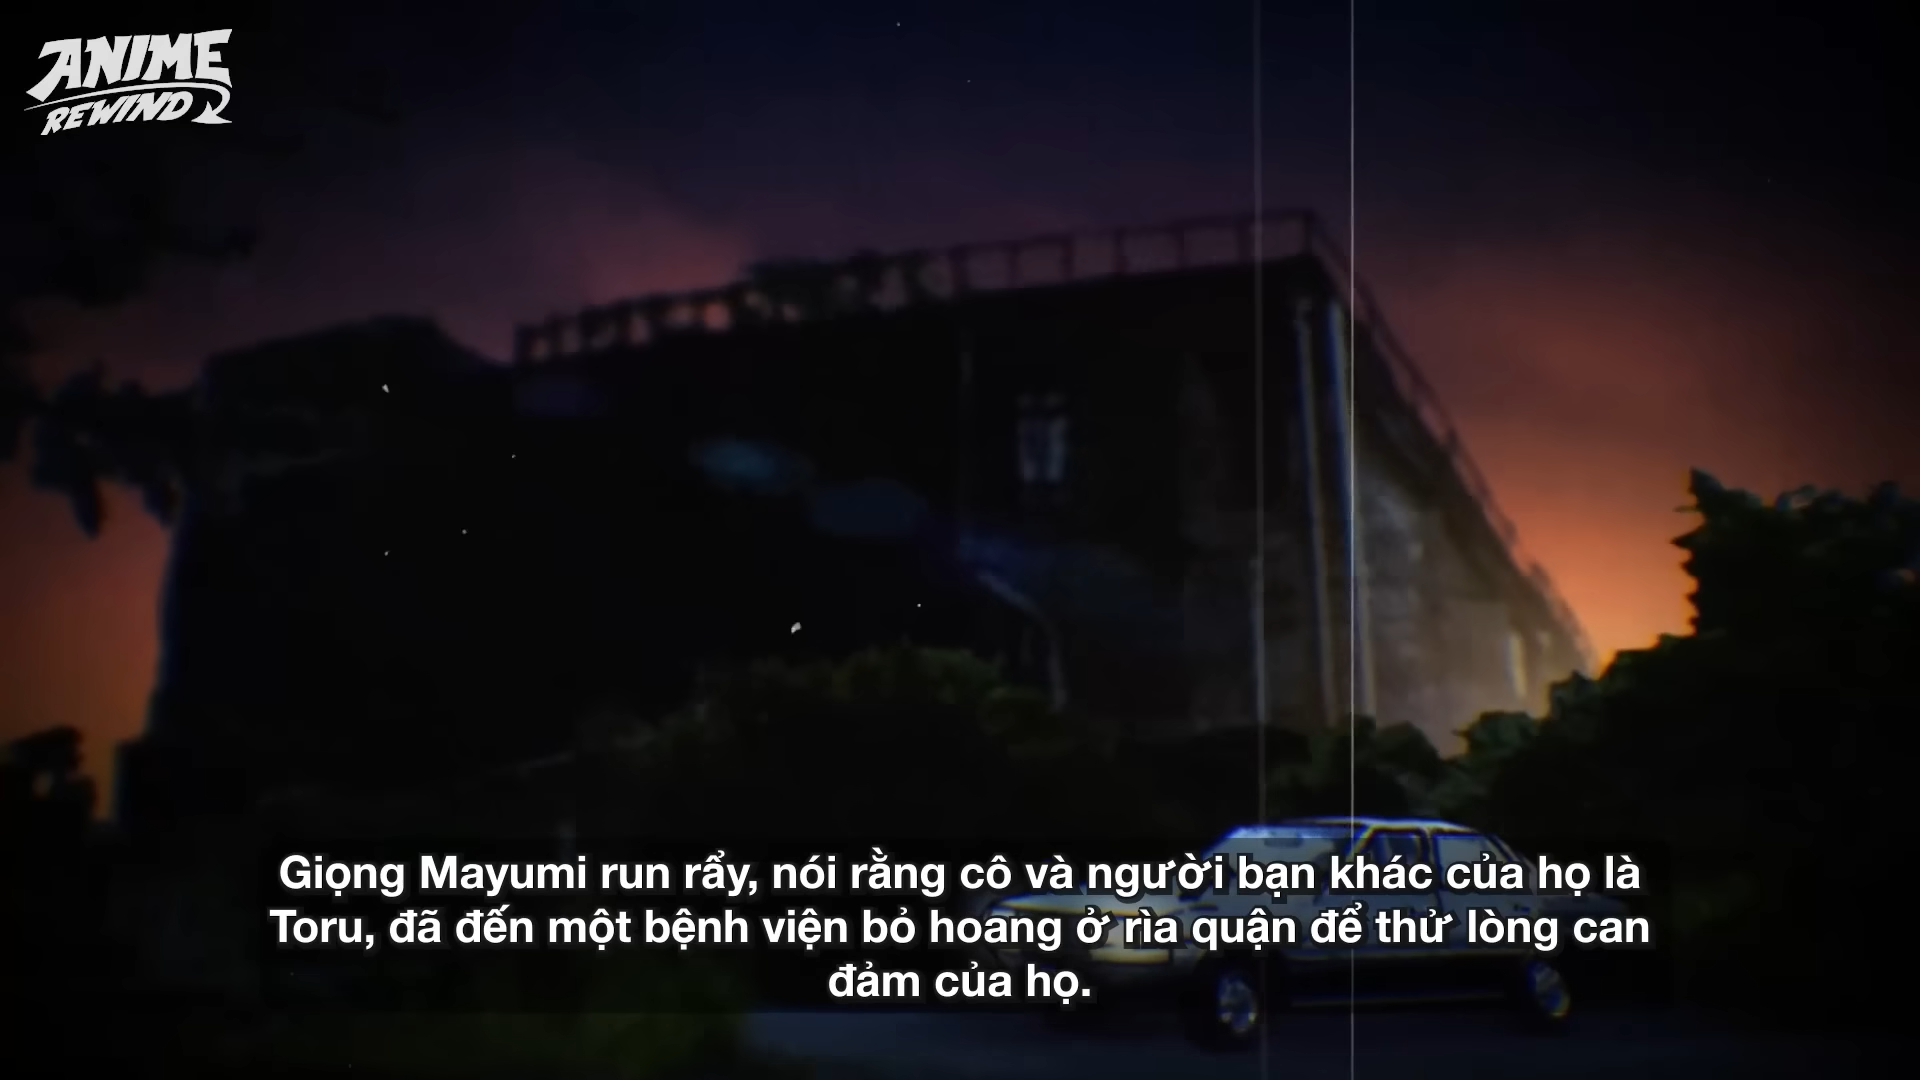 ANIME
REWIND
Giọng Mayumi run rẩy, nói rằng cô và người bạn khác của họ là
Toru, đã đến một bệnh viện bỏ hoang ở rìa quận để thử lòng can
đảm của họ.